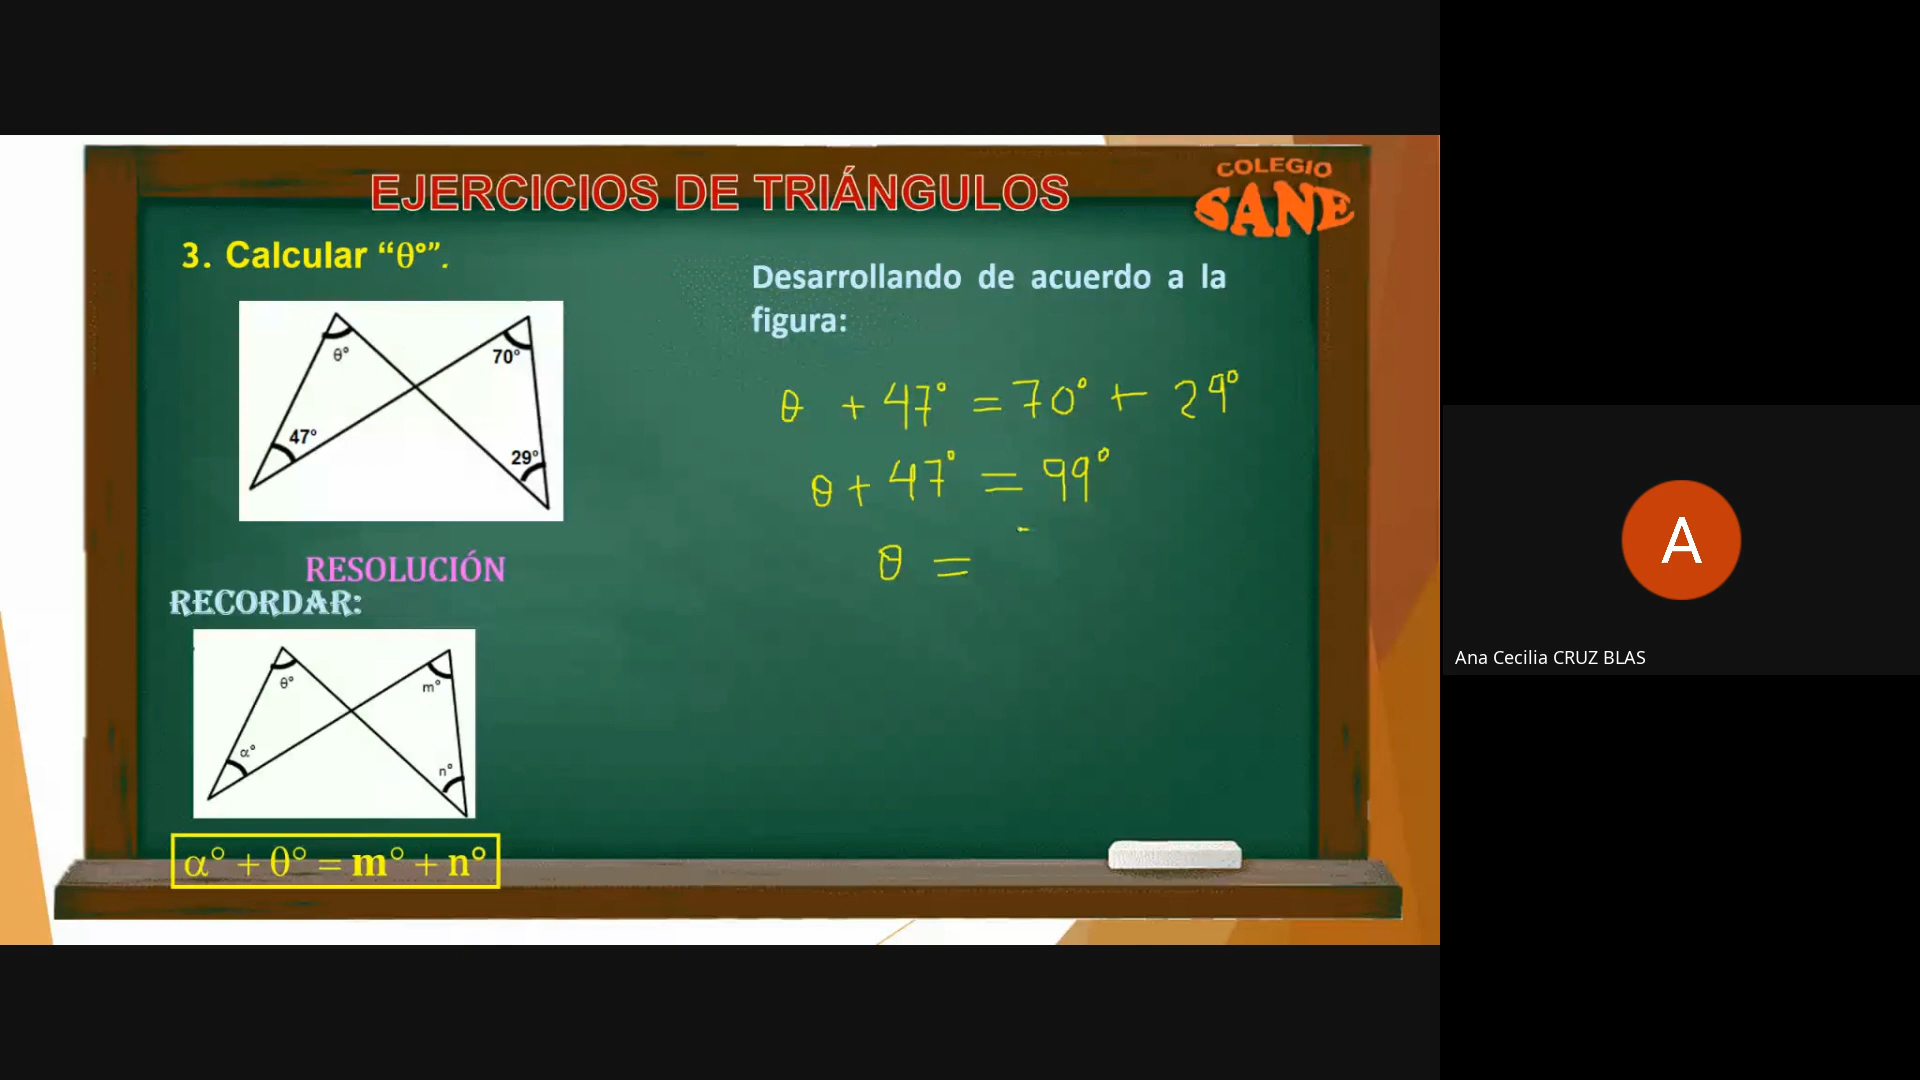 EJERCICIOS DE TRIÁNGULOS
COLEGIO
SANE
3. Calcular “θ°”.
θ°
70°
47°
29°
RESOLUCIÓN
RECORDAR:
θ°
m°
α°
n°
α° + θ° = m° + n°
Desarrollando de acuerdo a la
figura:
θ + 47° = 70° + 29°
θ + 47° = 99°
θ =
A
Ana Cecilia CRUZ BLAS